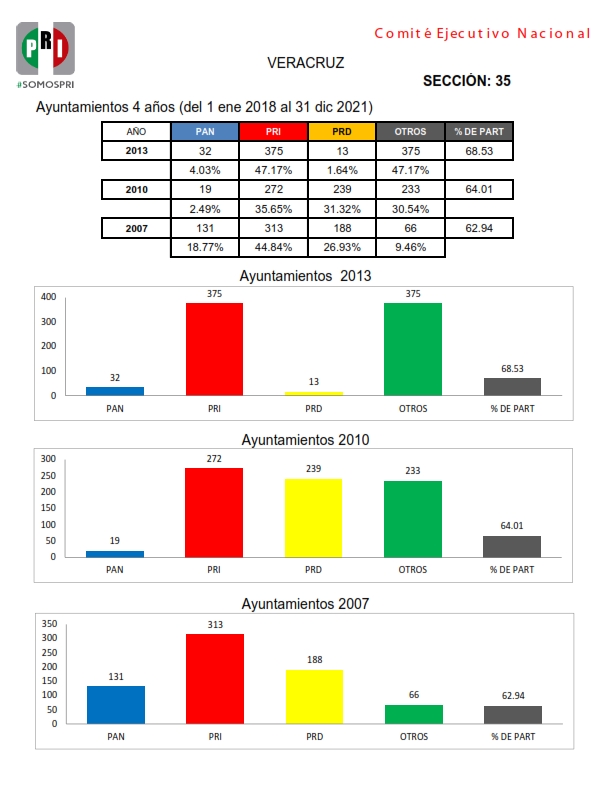 Comité Ejecutivo Nacional
PRI
#SOMOSPRI
VERACRUZ
SECCIÓN: 35
Ayuntamientos 4 años (del 1 ene 2018 al 31 dic 2021)
AÑO PAN PRI PRD OTROS % DE PART
2013 32 375 13 375 68.53
4.03% 47.17% 1.64% 47.17%
2010 19 272 239 233 64.01
2.49% 35.65% 31.32% 30.54%
2007 131 313 188 66 62.94
18.77% 44.84% 26.93% 9.46%
Ayuntamientos 2013
400
300
200
100
0
32 375 13 375 68.53
PAN PRI PRD OTROS % DE PART
Ayuntamientos 2010
300
250
200
150
100
50
0
19 272 239 233 64.01
PAN PRI PRD OTROS % DE PART
Ayuntamientos 2007
350
300
250
200
150
100
50
0
131 313 188 66 62.94
PAN PRI PRD OTROS % DE PART